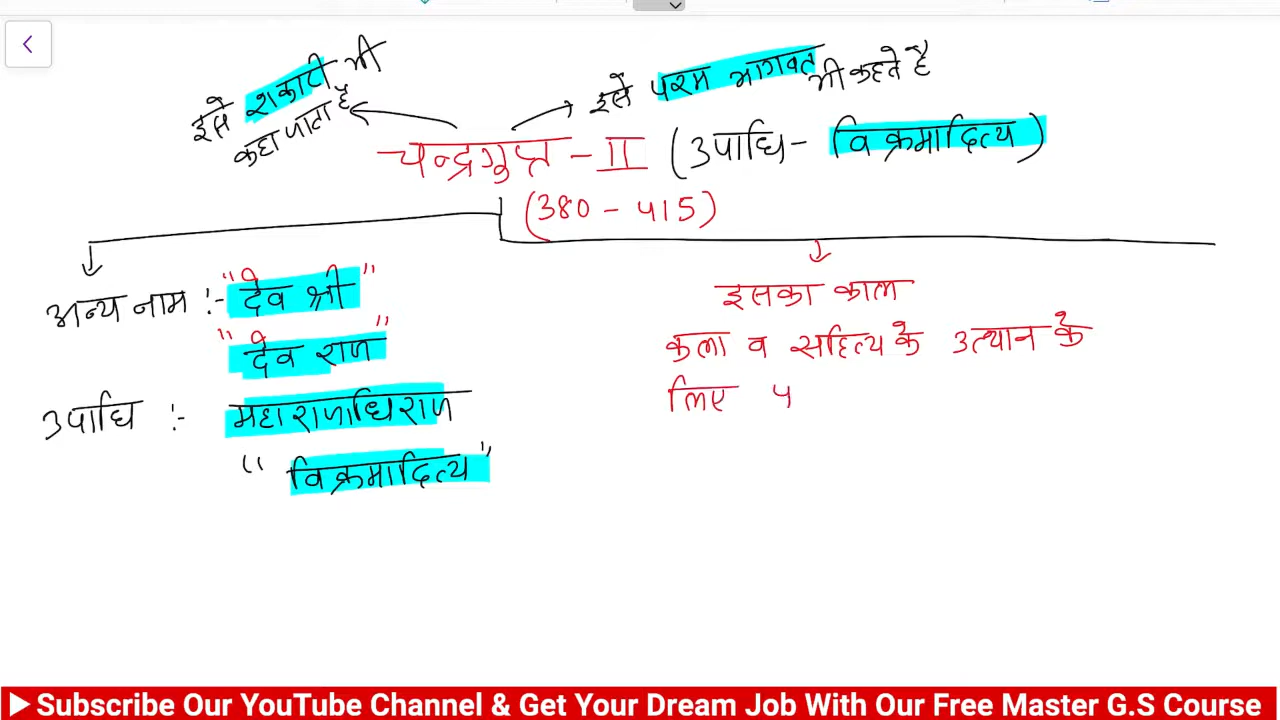 इसे शकारी भी
कहा जाता है
इसे परम भागवत भी कहते है
चन्द्रगुप्त - II (उपाधि - विक्रमादित्य)
(380 - 415)
अन्य नाम :- "देव श्री"
"देव राज"
उपाधि :- महाराजाधिराज
"विक्रमादित्य"
इसका काल
कला व सहित्य के उत्थान के
लिए प
▶ Subscribe Our YouTube Channel & Get Your Dream Job With Our Free Master G.S Course